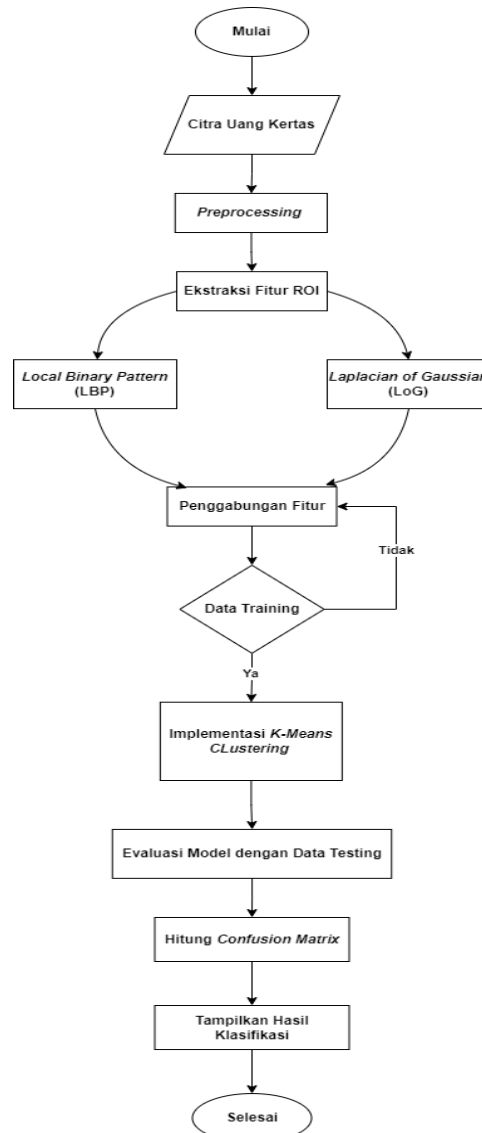 Mulai
Citra Uang Kertas
Preprocessing
Ekstraksi Fitur ROI
Local Binary Pattern
(LBP)
Laplacian of Gaussian
(LoG)
Penggabungan Fitur
Tidak
Data Training
Ya
Implementasi K-Means
CLustering
Evaluasi Model dengan Data Testing
Hitung Confusion Matrix
Tampilkan Hasil
Klasifikasi
Selesai